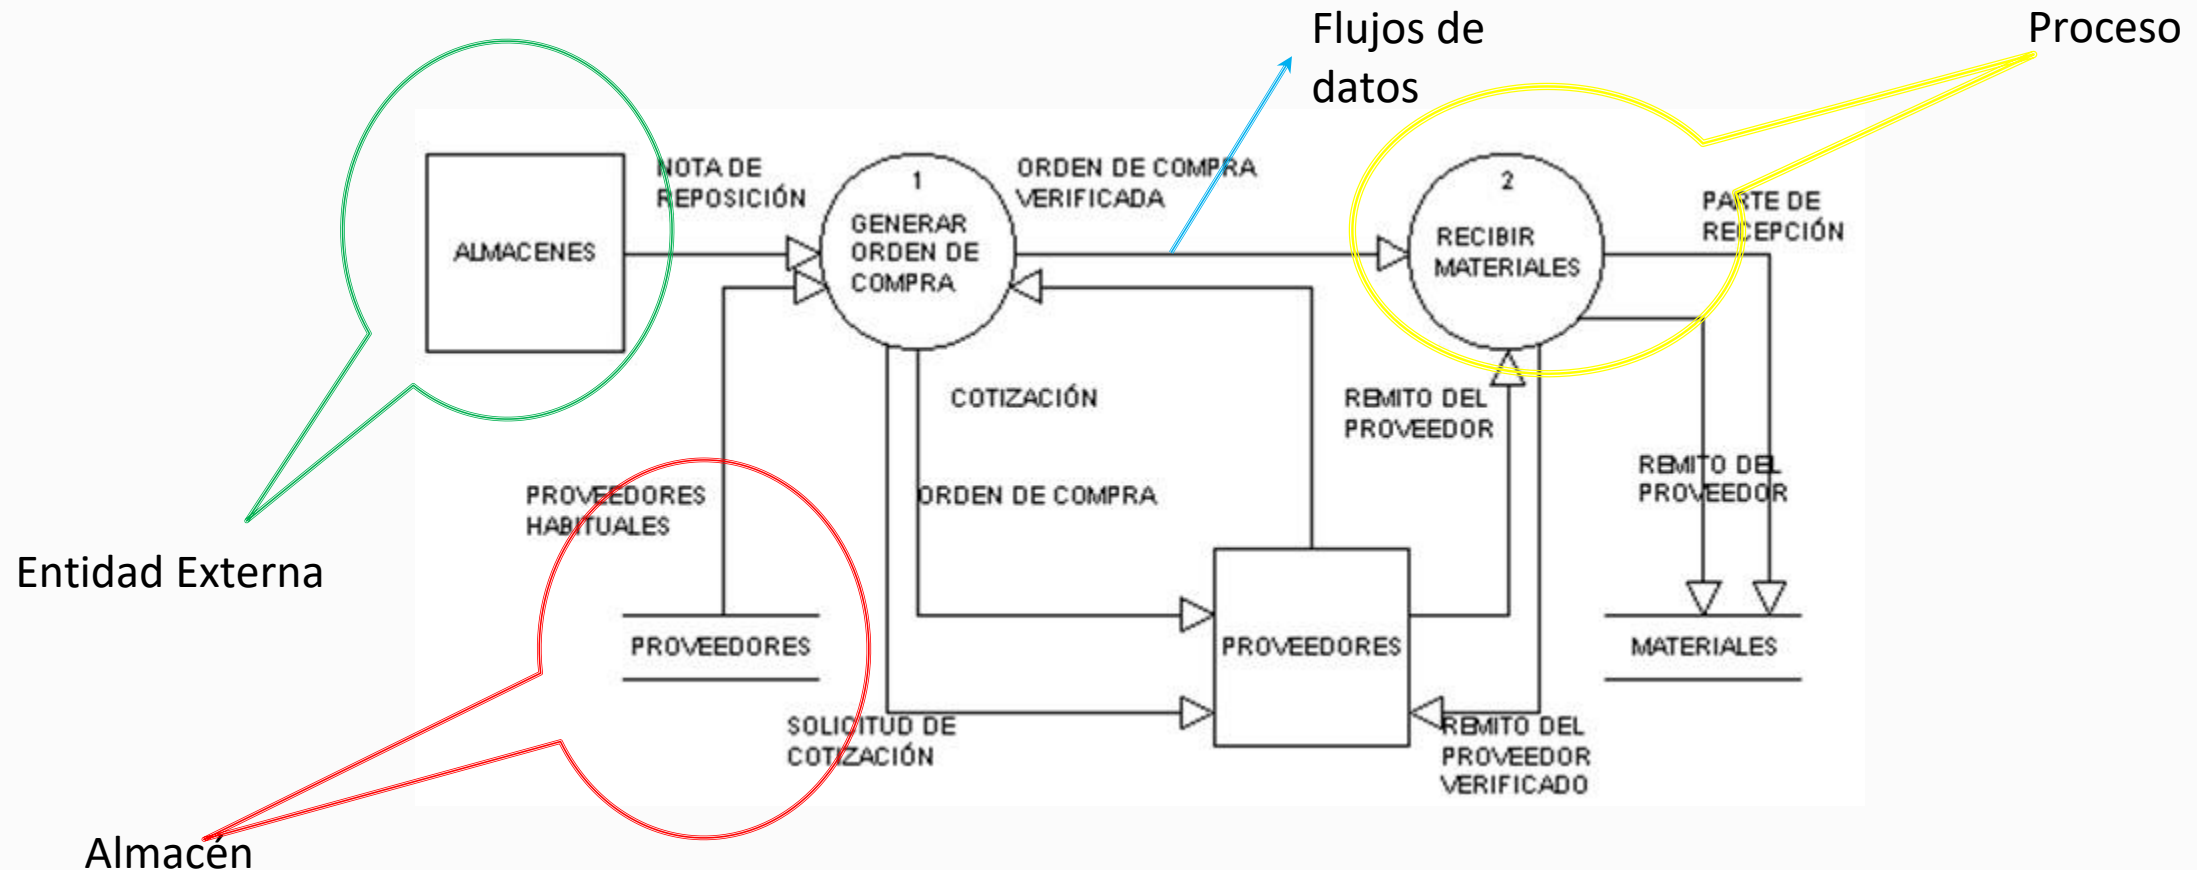 Flujos de
datos
Proceso
NOTA DE
REPOSICIÓN
1
GENERAR
ORDEN DE
COMPRA
ORDEN DE COMPRA
VERIFICADA
2
RECIBIR
MATERIALES
PARTE DE
RECEPCIÓN
ALMACENES
COTIZACIÓN
REMITO DEL
PROVEEDOR
REMITO DEL
PROVEEDOR
PROVEEDORES
HABITUALES
ORDEN DE COMPRA
Entidad Externa
PROVEEDORES
PROVEEDORES
MATERIALES
SOLICITUD DE
COTIZACIÓN
REMITO DEL
PROVEEDOR
VERIFICADO
Almacén